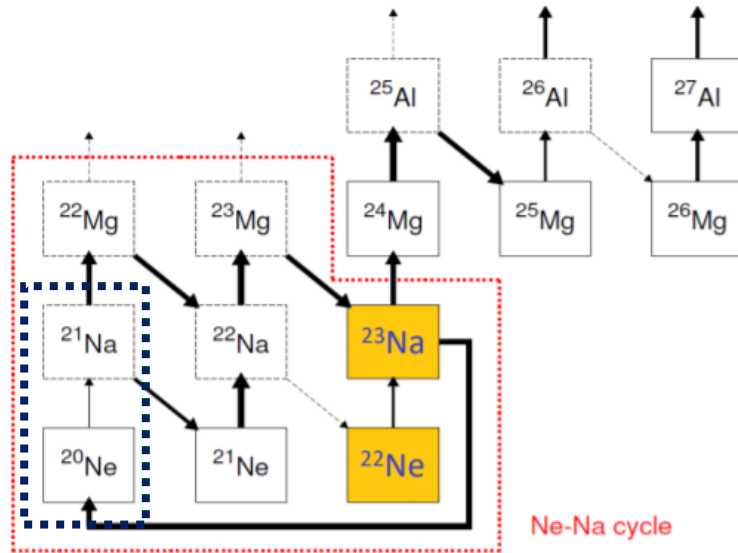 ²⁵Al ²⁶Al ²⁷Al
²²Mg ²³Mg ²⁴Mg ²⁵Mg ²⁶Mg
²¹Na ²²Na ²³Na
²⁰Ne ²¹Ne ²²Ne
Ne-Na cycle